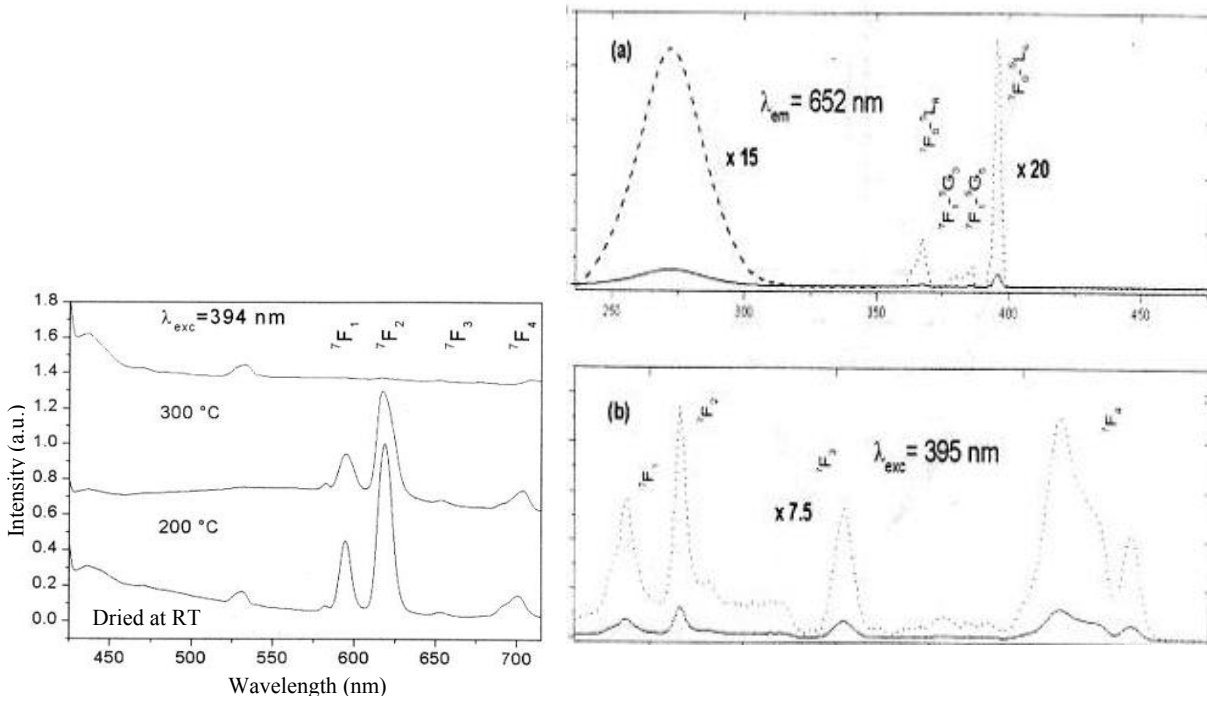 1.8
1.6
1.4
1.2
1.0
0.8
0.6
0.4
0.2
0.0
Intensity (a.u.)
λexc=394 nm
⁷F₁
⁷F₂
⁷F₃
⁷F₄
300 °C
200 °C
Dried at RT
450 500 550 600 650 700
Wavelength (nm)
(a)
λem = 652 nm
x 15
x 20
250 300 350 400 450
(b)
⁷F₁
⁷F₂
λexc = 395 nm
x 7.5